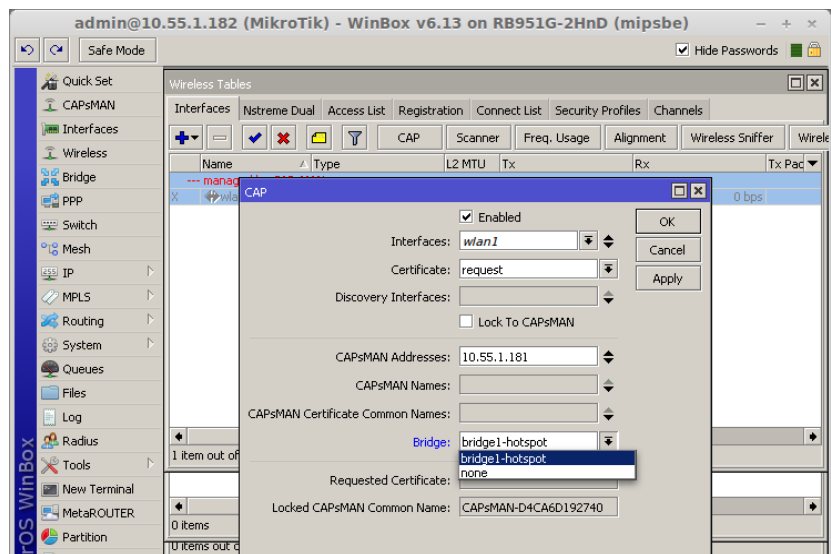 admin@10.55.1.182 (MikroTik) - WinBox v6.13 on RB951G-2HnD (mipsbe)
Safe Mode
Hide Passwords
Quick Set
CAPsMAN
Interfaces
Wireless
Bridge
PPP
Switch
Mesh
IP
MPLS
Routing
System
Queues
Files
Log
Radius
Tools
New Terminal
MetaROUTER
Partition
Wireless Tables
Interfaces Nstreme Dual Access List Registration Connect List Security Profiles Channels
CAP Scanner Freq. Usage Alignment Wireless Sniffer
Name Type L2 MTU Tx Rx Tx Pac
--- manag
X wla 0 bps
CAP
Enabled
Interfaces: wlan1
Certificate: request
Discovery Interfaces:
Lock To CAPsMAN
CAPsMAN Addresses: 10.55.1.181
CAPsMAN Names:
CAPsMAN Certificate Common Names:
Bridge: bridge1-hotspot
bridge1-hotspot
none
Requested Certificate:
Locked CAPsMAN Common Name: CAPsMAN-D4CA6D192740
OK
Cancel
Apply
1 item out of
0 items
0 items out o
rOS WinBox